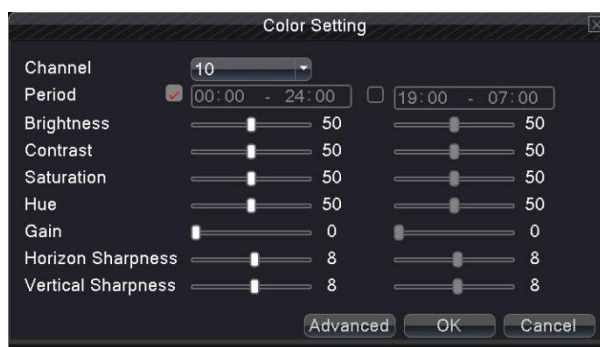 Color Setting
Channel 10
Period 00:00 - 24:00 19:00 - 07:00
Brightness 50 50
Contrast 50 50
Saturation 50 50
Hue 50 50
Gain 0 0
Horizon Sharpness 8 8
Vertical Sharpness 8 8
Advanced OK Cancel